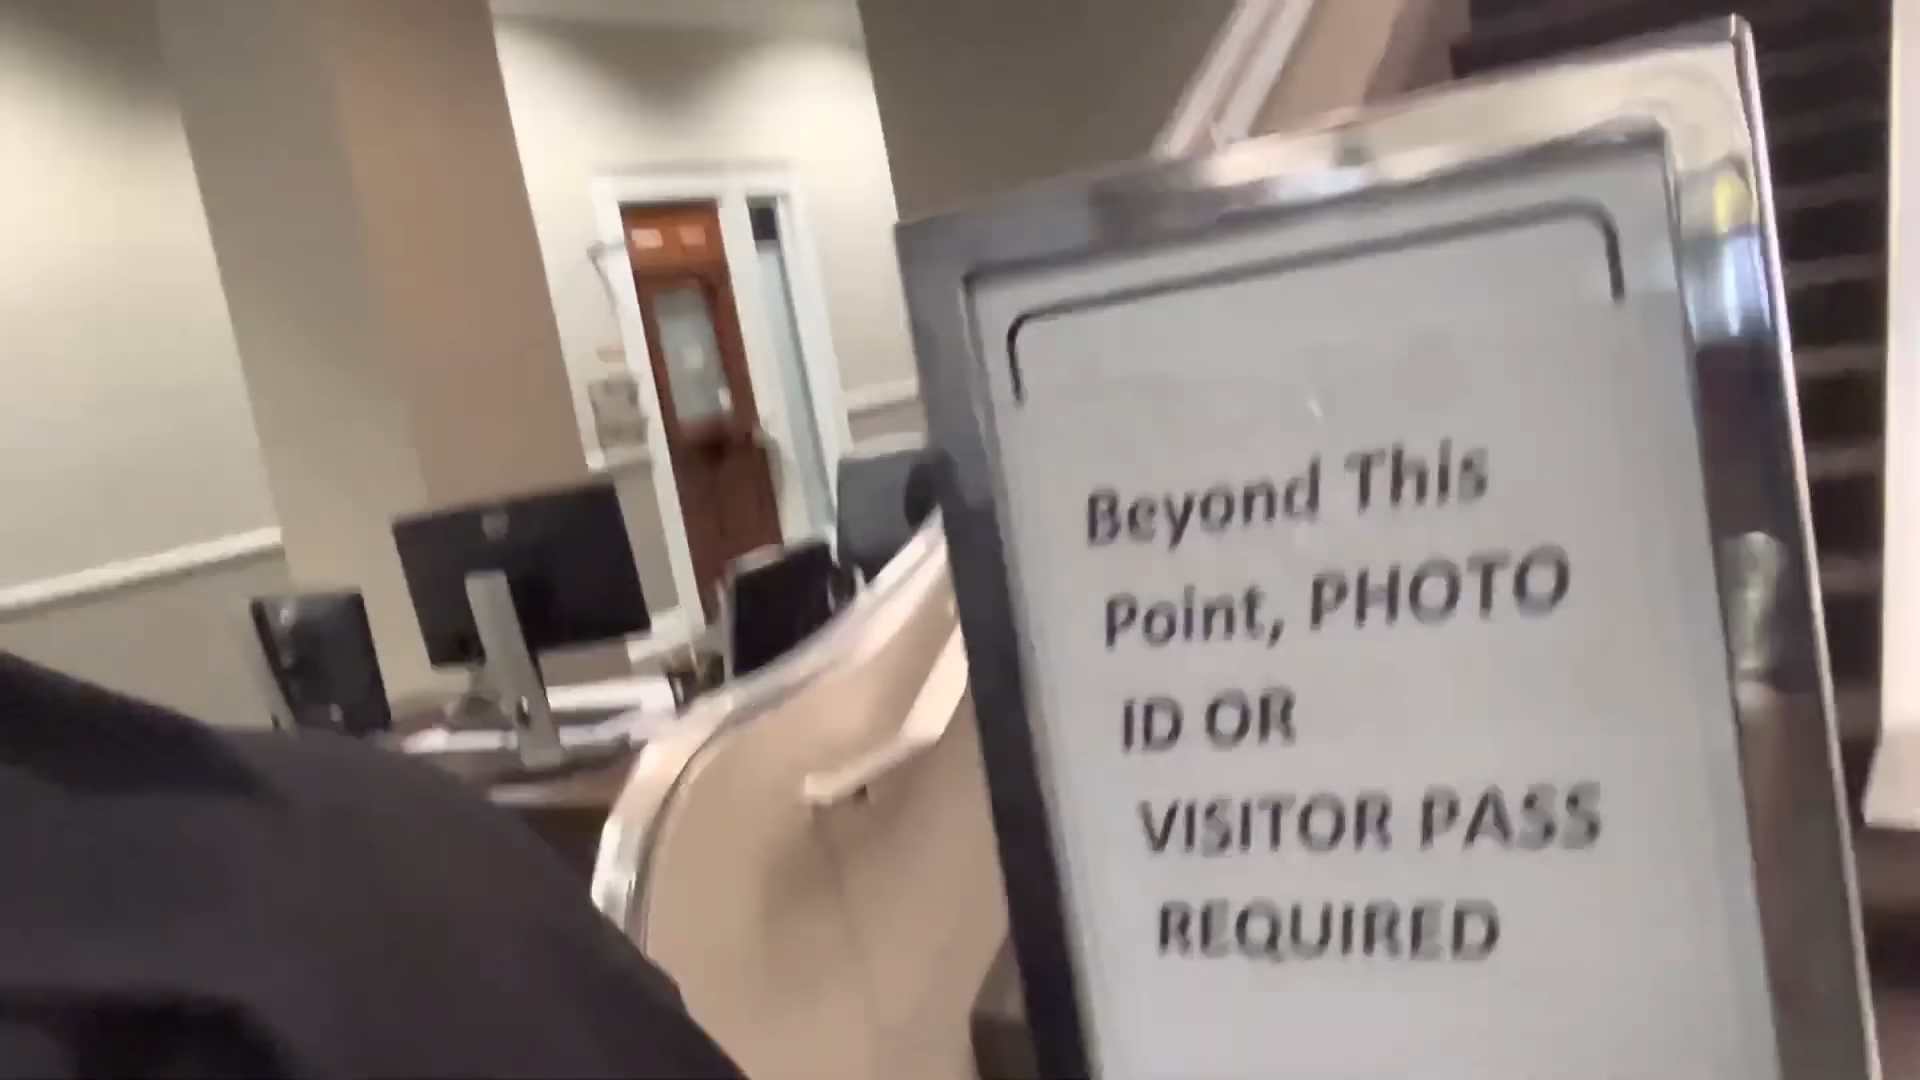 Beyond This
Point, PHOTO
ID OR
VISITOR PASS
REQUIRED